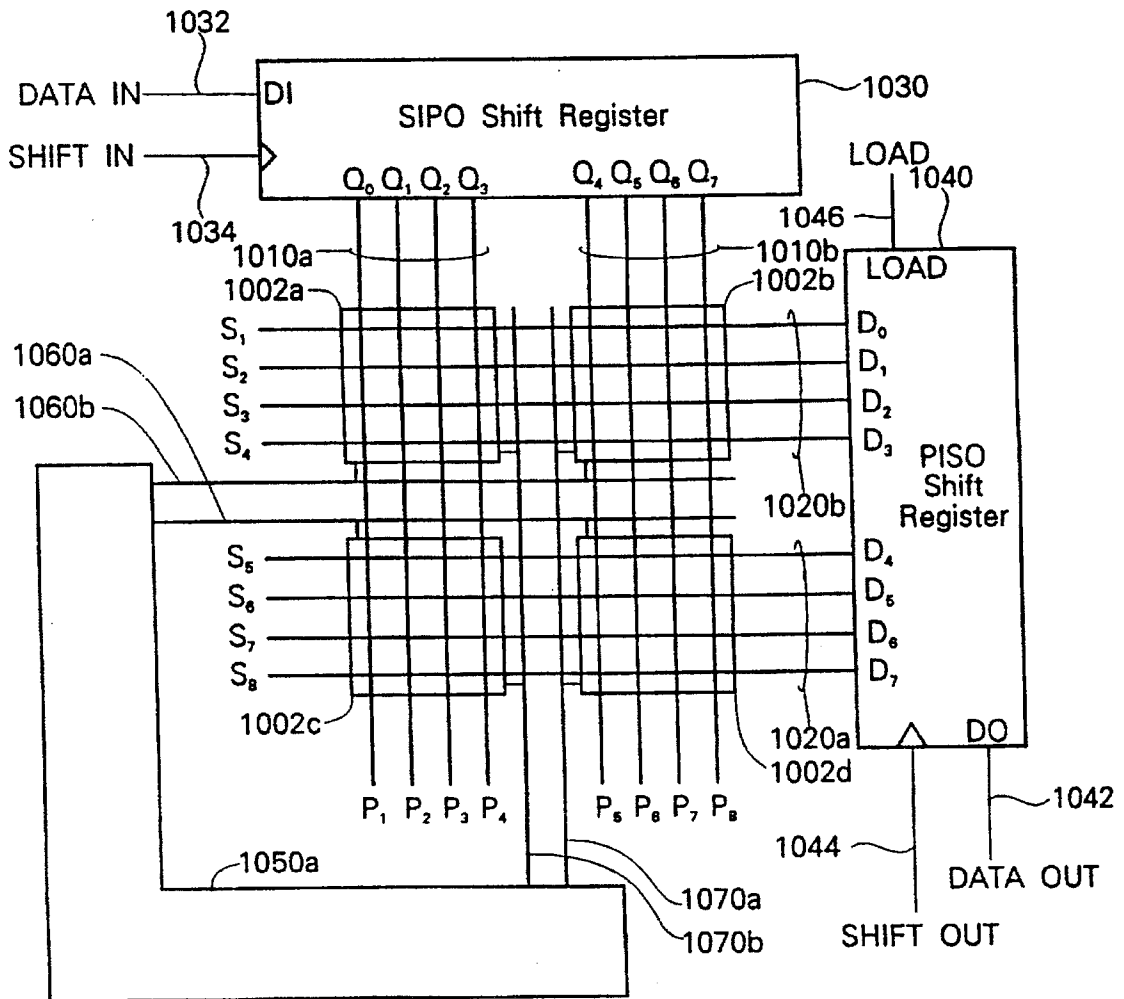 1032
DATA IN DI
SIPO Shift Register
1030
SHIFT IN
1034
Q₀ Q₁ Q₂ Q₃ Q₄ Q₅ Q₆ Q₇
LOAD
1040
1046
1010a
1010b
1002a
1002b
LOAD
S₁ D₀
S₂ D₁
S₃ D₂
S₄ D₃
1060a
1060b
PISO
Shift
Register
1020b
S₅ D₄
S₆ D₅
S₇ D₆
S₈ D₇
1002c
1020a
1002d
DO
P₁ P₂ P₃ P₄ P₅ P₆ P₇ P₈
1042
1044
DATA OUT
1050a
1070a
1070b
SHIFT OUT